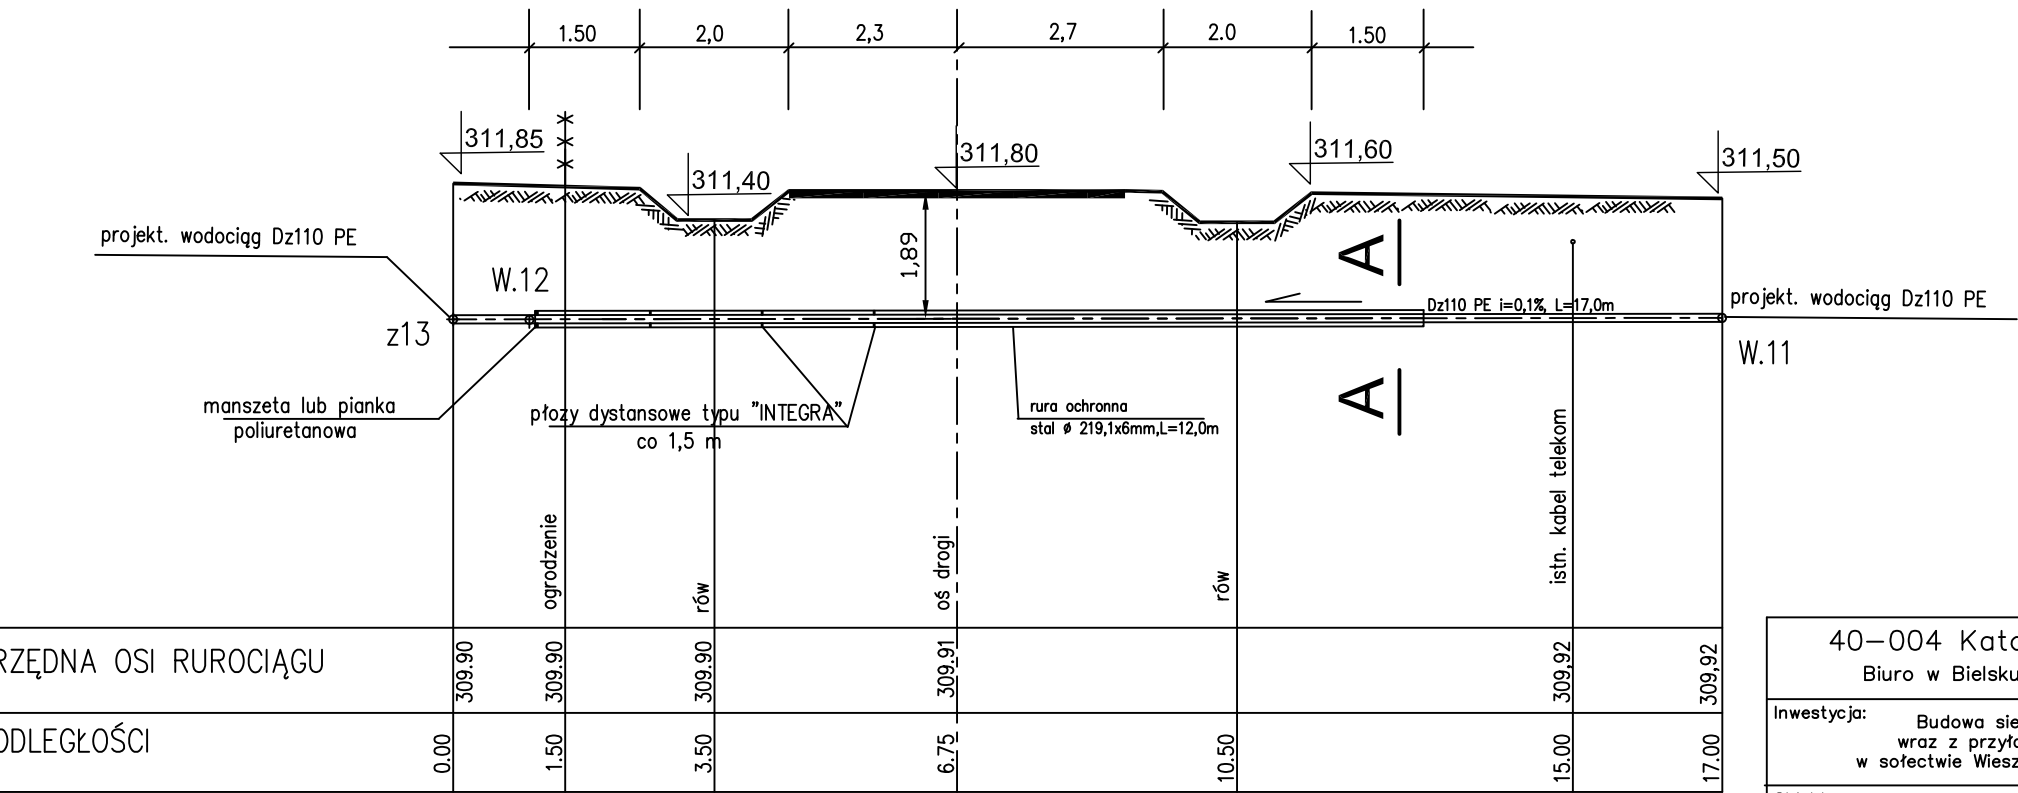 1.50 2,0 2,3 2,7 2.0 1.50
311,85
311,40
311,80
311,60
311,50
projekt. wodociąg Dz110 PE
W.12
z13
1,89
A
Dz110 PE i=0,1%, L=17,0m
projekt. wodociąg Dz110 PE
W.11
A
manszeta lub pianka
poliuretanowa
płozy dystansowe typu "INTEGRA"
co 1,5 m
rura ochronna
stal ø 219,1x6mm,L=12,0m
ogrodzenie
rów
oś drogi
rów
istn. kabel telekom
RZĘDNA OSI RUROCIĄGU
309.90 309.90 309.90 309.91 309,92 309,92
ODLEGŁOŚCI
0.00 1.50 3.50 6.75 10.50 15.00 17.00
40-004 Kato
Biuro w Bielsku
Inwestycja:
Budowa sie
wraz z przyło
w sołectwie Wiesz